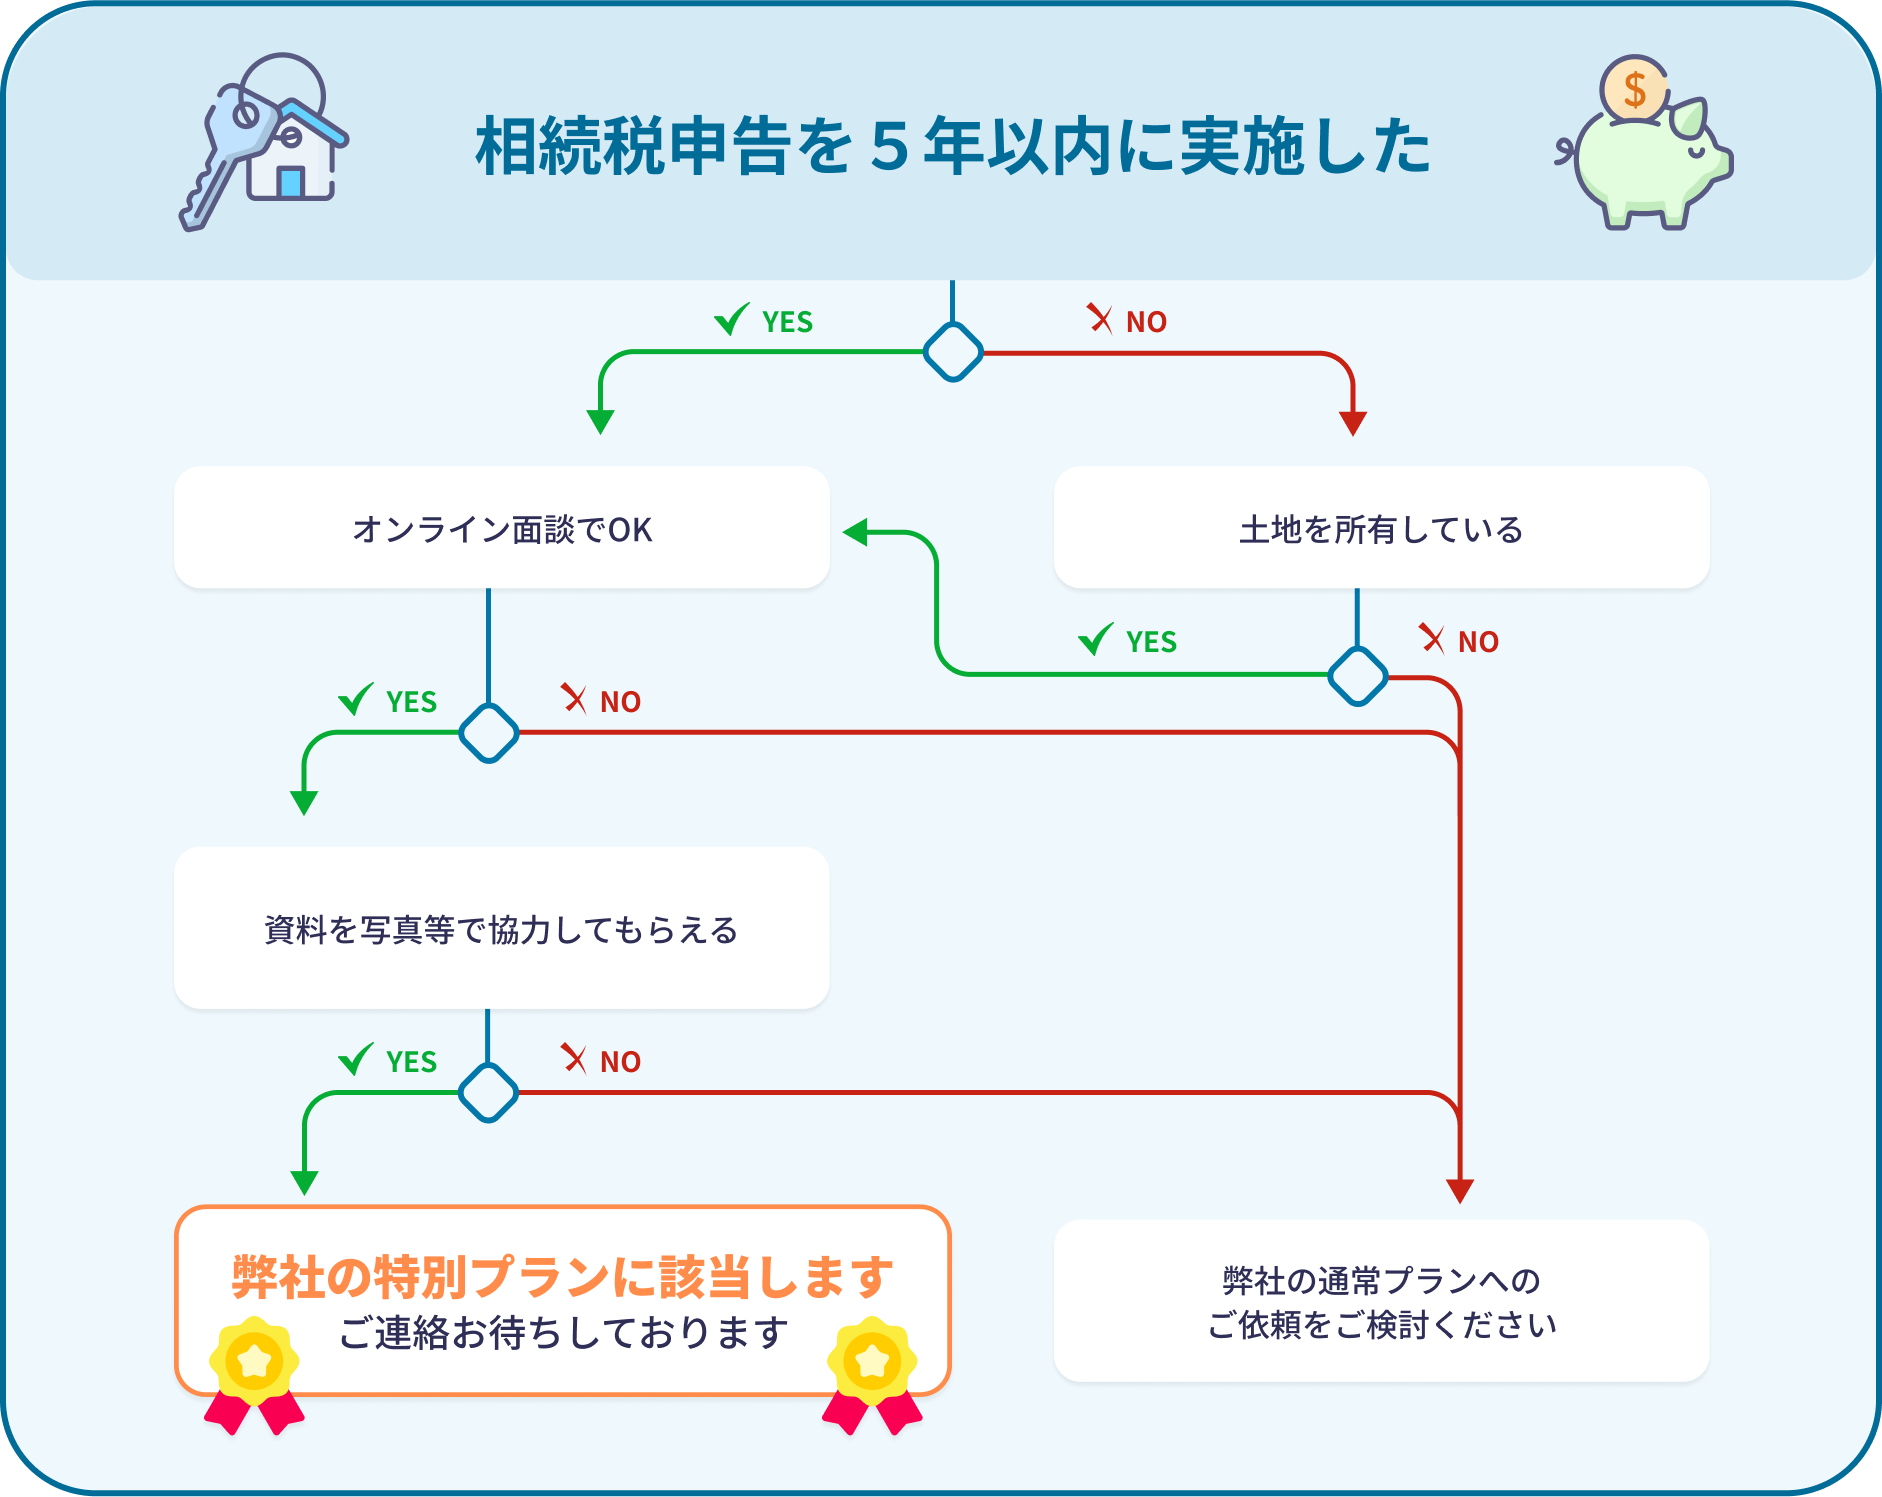 相続税申告を５年以内に実施した
YES
NO
オンライン面談でOK
土地を所有している
YES
NO
YES
NO
資料を写真等で協力してもらえる
YES
NO
弊社の特別プランに該当します
ご連絡お待ちしております
弊社の通常プランへの
ご依頼をご検討ください